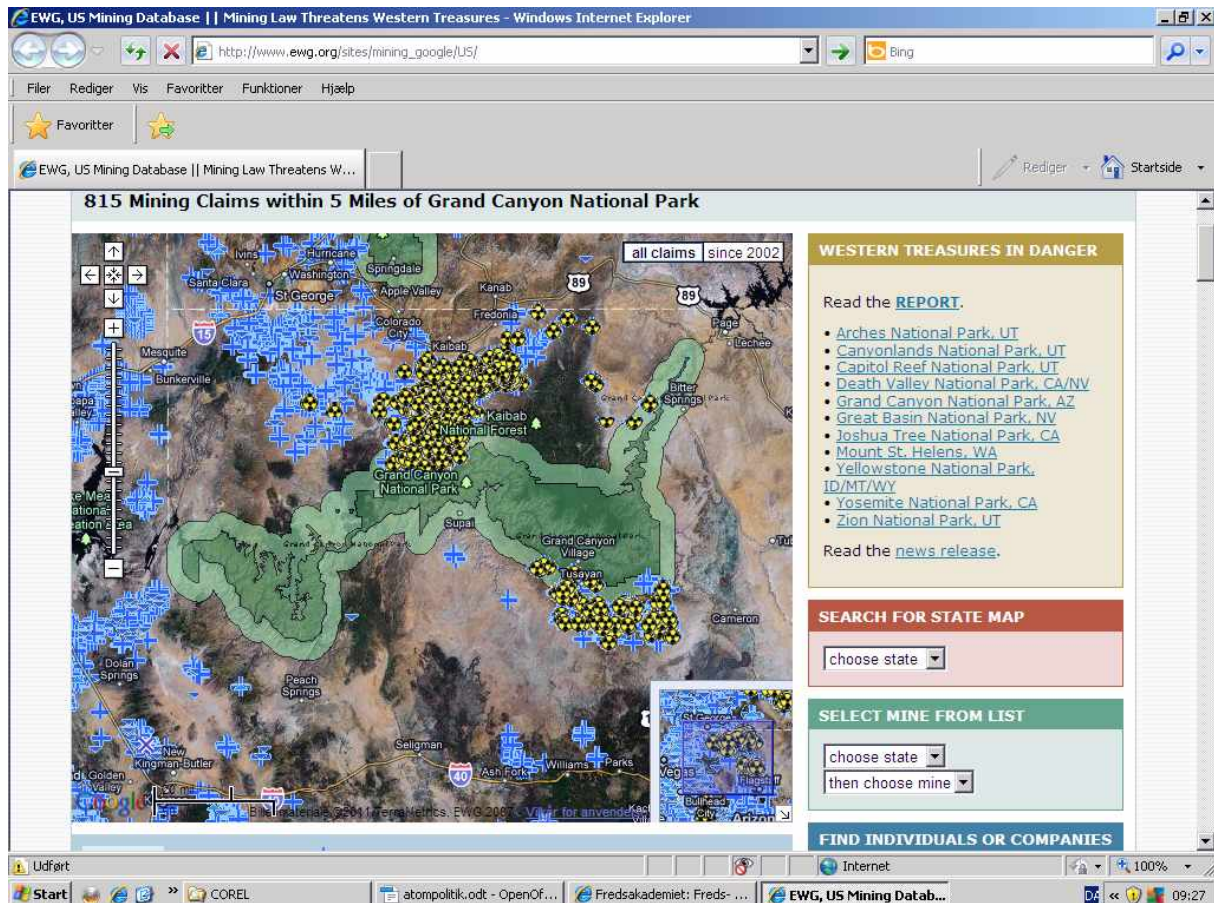 EWG, US Mining Database || Mining Law Threatens Western Treasures - Windows Internet Explorer
http://www.ewg.org/sites/mining_google/US/
Bing
Filer Rediger Vis Favoritter Funktioner Hjælp
Favoritter
EWG, US Mining Database || Mining Law Threatens W...
Rediger
Startside
815 Mining Claims within 5 Miles of Grand Canyon National Park
all claims since 2002
Ivins
Hurricane
Washington
Springdale
Santa Clara
St George
Apple Valley
Kanab
89
89
Colorado
City
Fredonia
Page
Lechee
15
Kaibab
Mesquite
Bunkerville
Bitter
Springs
Kaibab
National Forest
Grand Canyon
National Park
Supai
Grand Canyon
Village
Tusayan
Cameron
Dolan
Springs
Peach
Springs
Seligman
New
Kingman-Butler
Golden
Valley
40
Ash Fork
Williams
Parks
Google
St George
Vegas
Flagstaff
Bullhead
City
Arizon
WESTERN TREASURES IN DANGER
Read the REPORT.
• Arches National Park, UT
• Canyonlands National Park, UT
• Capitol Reef National Park, UT
• Death Valley National Park, CA/NV
• Grand Canyon National Park, AZ
• Great Basin National Park, NV
• Joshua Tree National Park, CA
• Mount St. Helens, WA
• Yellowstone National Park,
ID/MT/WY
• Yosemite National Park, CA
• Zion National Park, UT
Read the news release.
SEARCH FOR STATE MAP
choose state
SELECT MINE FROM LIST
choose state
then choose mine
FIND INDIVIDUALS OR COMPANIES
Udført
Internet
100%
Start
COREL
atompolitik.odt - OpenOf...
Fredsakademiet: Freds- ...
EWG, US Mining Datab...
DA
09:27